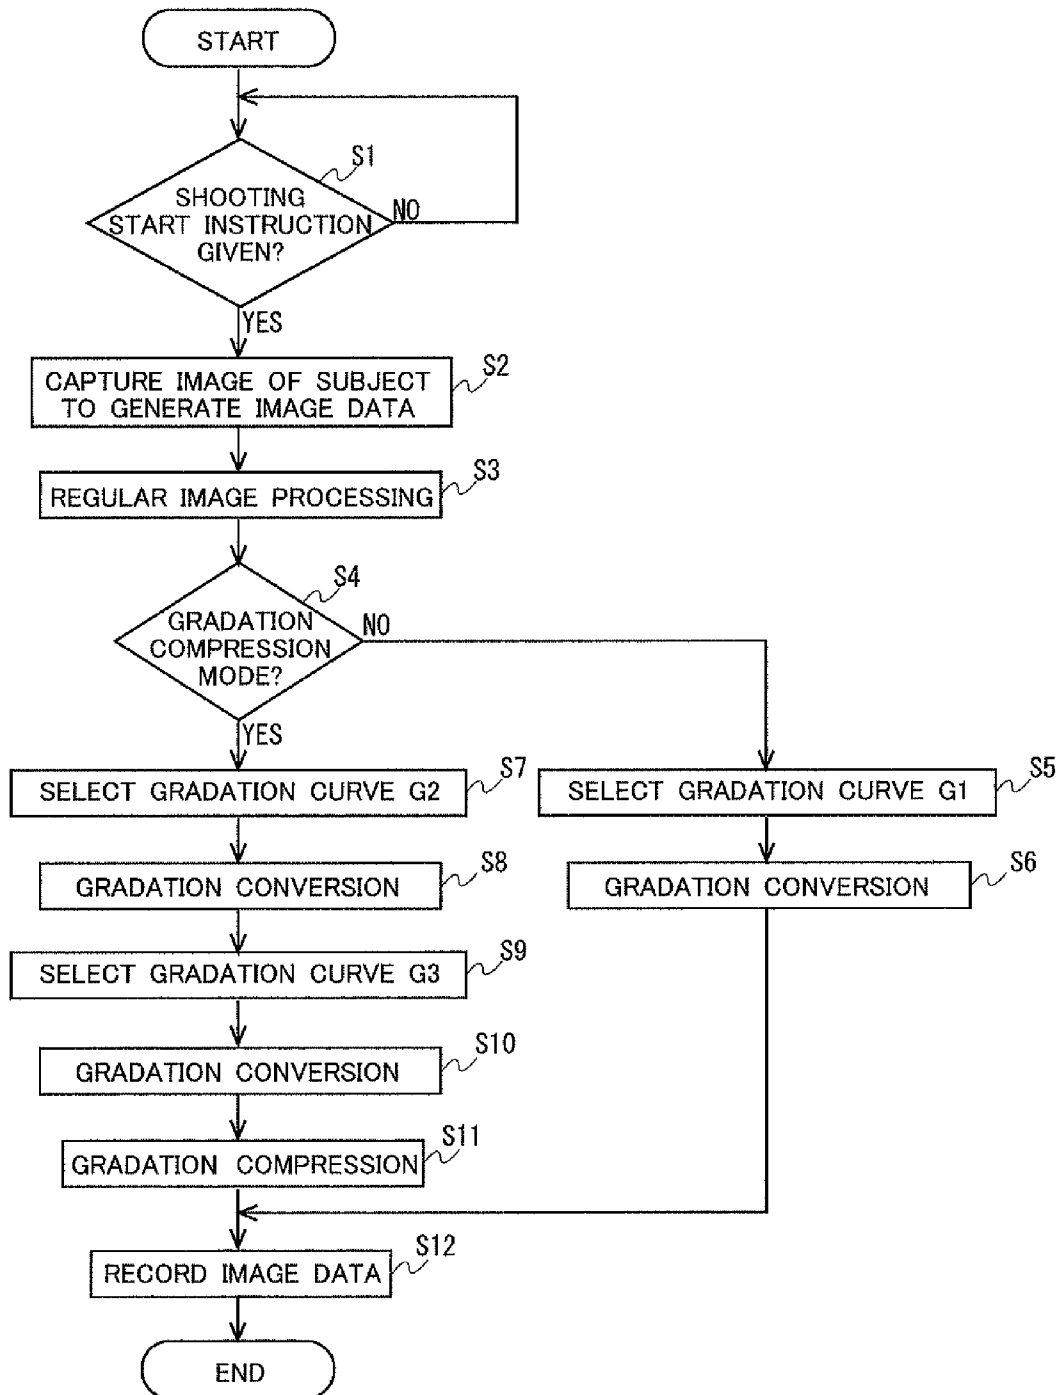 START
S1
SHOOTING
START INSTRUCTION
GIVEN?
NO
YES
S2
CAPTURE IMAGE OF SUBJECT
TO GENERATE IMAGE DATA
S3
REGULAR IMAGE PROCESSING
S4
GRADATION
COMPRESSION
MODE?
NO
YES
S7
SELECT GRADATION CURVE G2
S5
SELECT GRADATION CURVE G1
S8
GRADATION CONVERSION
S6
GRADATION CONVERSION
S9
SELECT GRADATION CURVE G3
S10
GRADATION CONVERSION
S11
GRADATION COMPRESSION
S12
RECORD IMAGE DATA
END